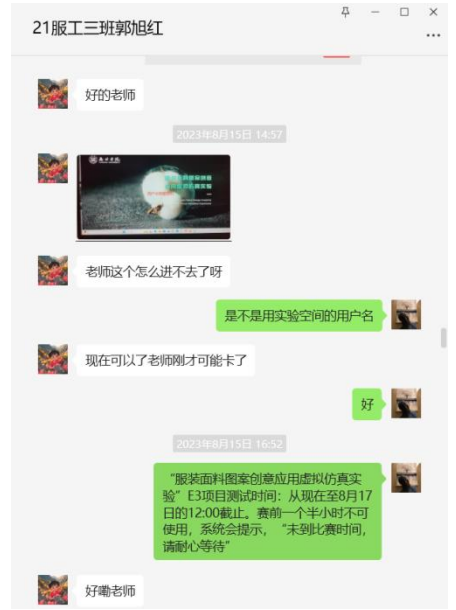 21服工三班郭旭红
好的老师
2023年8月15日 14:57
老师这个怎么进不去了呀
是不是用实验空间的用户名
现在可以了老师刚才可能卡了
好
2023年8月15日 16:52
“服装面料图案创意应用虚拟仿真实
验”E3项目测试时间：从现在至8月17
日的12:00截止。赛前一个半小时不可
使用，系统会提示，“未到比赛时间，
请耐心等待”
好嘞老师